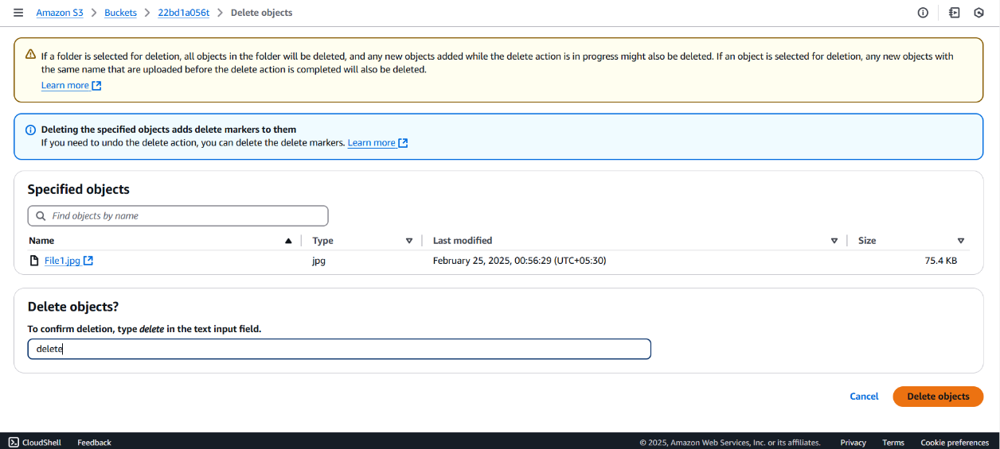 Amazon S3 > Buckets > 22bd1a056t > Delete objects
If a folder is selected for deletion, all objects in the folder will be deleted, and any new objects added while the delete action is in progress might also be deleted. If an object is selected for deletion, any new objects with
the same name that are uploaded before the delete action is completed will also be deleted.
Learn more
Deleting the specified objects adds delete markers to them
If you need to undo the delete action, you can delete the delete markers. Learn more
Specified objects
Find objects by name
Name Type Last modified Size
File1.jpg jpg February 25, 2025, 00:56:29 (UTC+05:30) 75.4 KB
Delete objects?
To confirm deletion, type delete in the text input field.
delete
Cancel Delete objects
CloudShell Feedback © 2025, Amazon Web Services, Inc. or its affiliates. Privacy Terms Cookie preferences